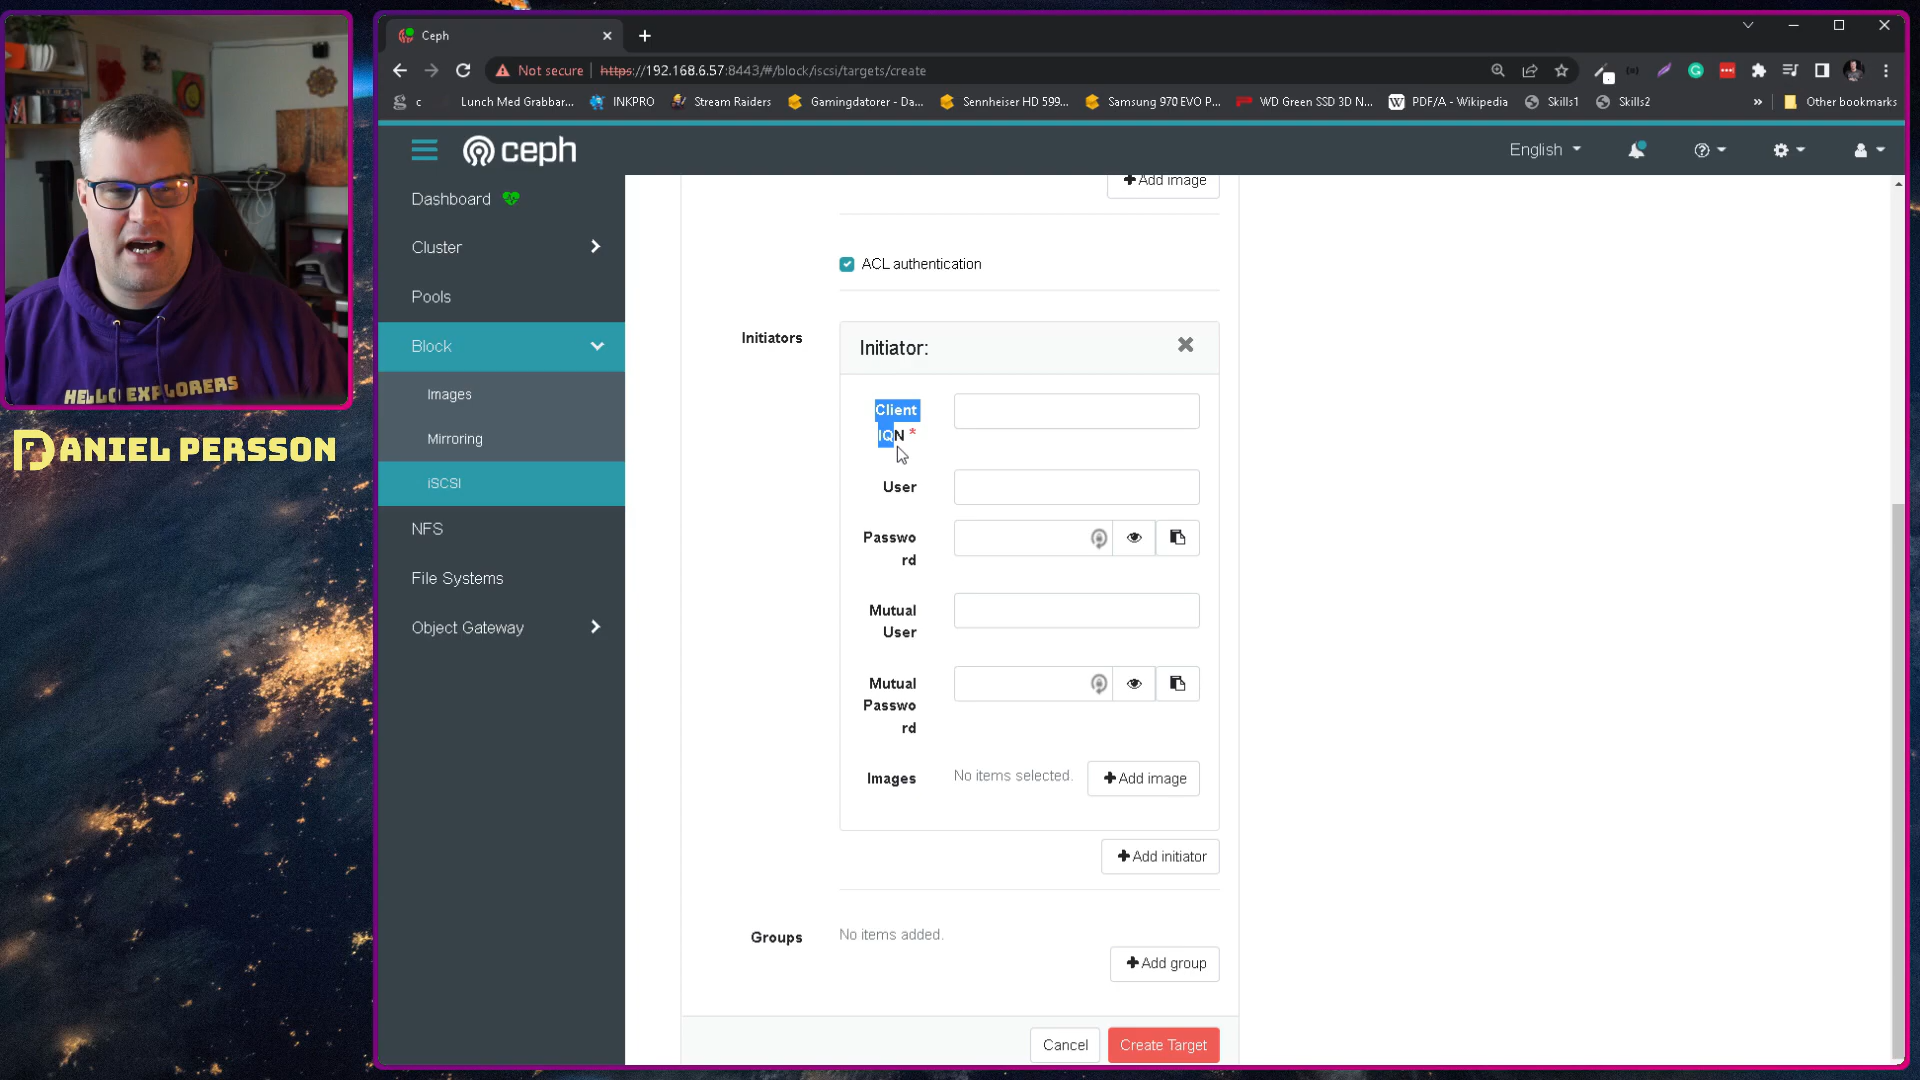 Ceph
Not secure
https://192.168.6.57:8443/#/block/iscsi/targets/create
c
Lunch Med Grabbar...
INKPRO
Stream Raiders
Gamingdatorer - Da...
Sennheiser HD 599...
Samsung 970 EVO P...
WD Green SSD 3D N...
PDF/A - Wikipedia
Skills1
Skills2
»
Other bookmarks
ceph
English
Dashboard
Cluster
Pools
Block
Images
Mirroring
iSCSI
NFS
File Systems
Object Gateway
Add image
ACL authentication
Initiators
Initiator:
Client
IQN *
User
Passwo
rd
Mutual
User
Mutual
Passwo
rd
Images
No items selected.
Add image
Add initiator
Groups
No items added.
Add group
Cancel
Create Target
HELLO EXPLORERS
DANIEL PERSSON